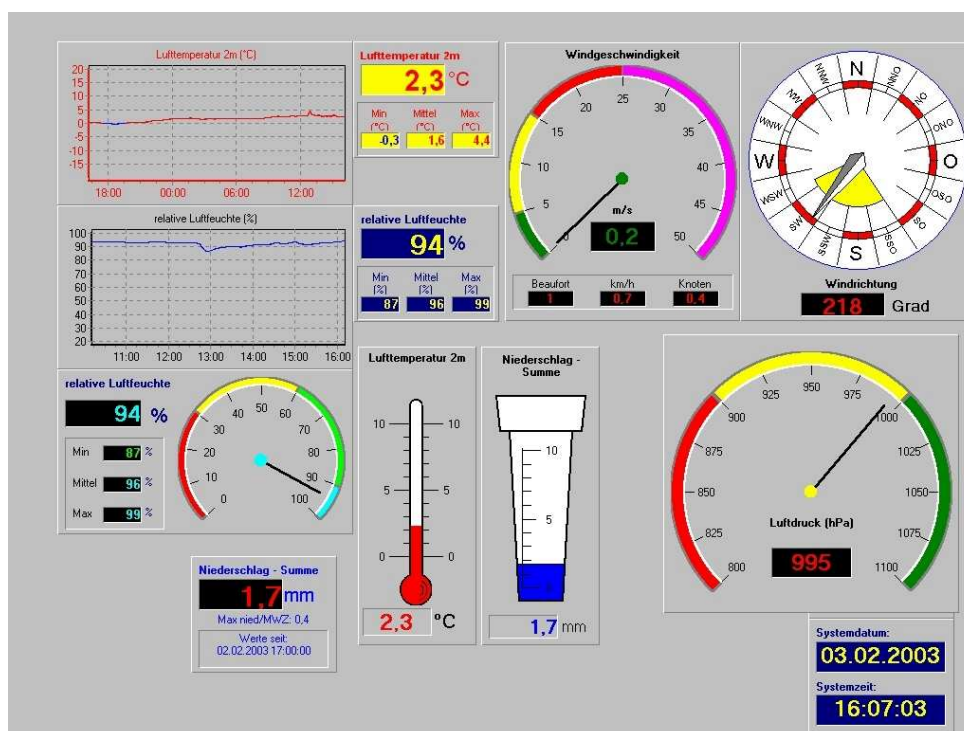 Lufttemperatur 2m (°C)
20
15
10
5
0
-5
-10
-15
18:00 00:00 06:00 12:00
Lufttemperatur 2m
2,3 °C
Min Mittel Max
(°C) (°C) (°C)
-0,3 1,6 4,4
relative Luftfeuchte (%)
100
90
80
70
60
50
40
30
20
11:00 12:00 13:00 14:00 15:00 16:00
relative Luftfeuchte
94 %
Min Mittel Max
(%) (%) (%)
87 96 99
Windgeschwindigkeit
0 5 10 15 20 25 30 35 40 45 50
m/s
0,2
Beaufort km/h Knoten
1 0,7 0,4
N NNO NO ONO O OSO SO SSO S SSW SW WSW W WNW NW NNW
Windrichtung
218 Grad
relative Luftfeuchte
94 %
Min 87 %
Mittel 96 %
Max 99 %
0 10 20 30 40 50 60 70 80 90 100
Lufttemperatur 2m
10 10
5 5
0 0
2,3 °C
Niederschlag -
Summe
10
5
0
1,7 mm
800 825 850 875 900 925 950 975 1000 1025 1050 1075 1100
Luftdruck (hPa)
995
Niederschlag - Summe
1,7 mm
Max nied/MWZ: 0,4
Werte seit:
02.02.2003 17:00:00
Systemdatum:
03.02.2003
Systemzeit:
16:07:03